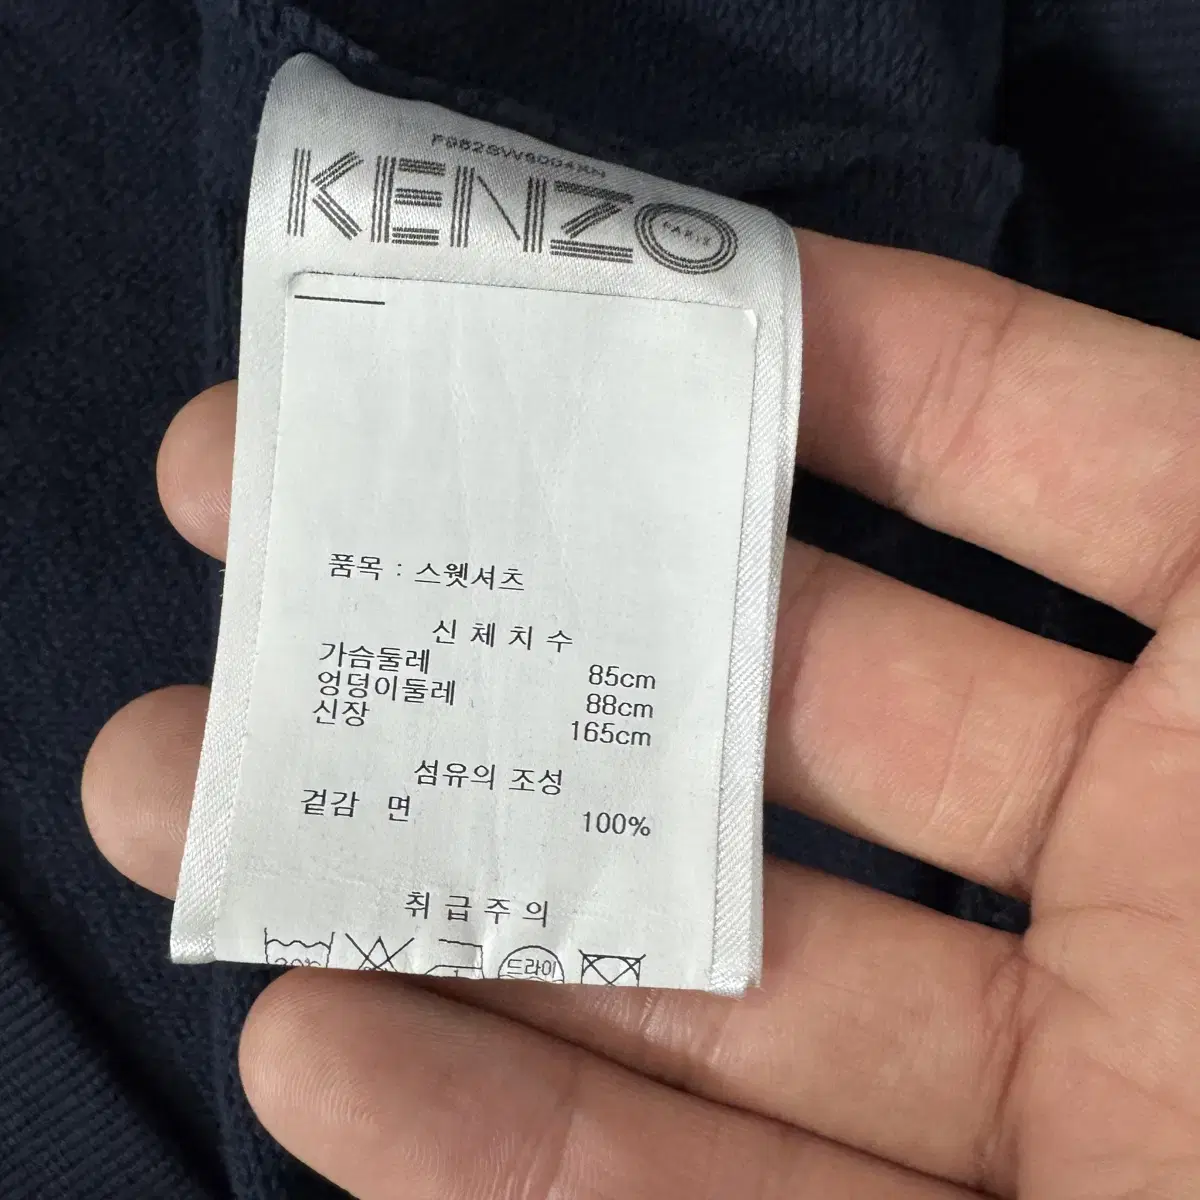 KENZO
PARIS
품목 : 스웻셔츠
신 체 치 수
가슴둘레 85cm
엉덩이둘레 88cm
신장 165cm
섬유의 조성
겉감 면 100%
취 급 주 의
드라이